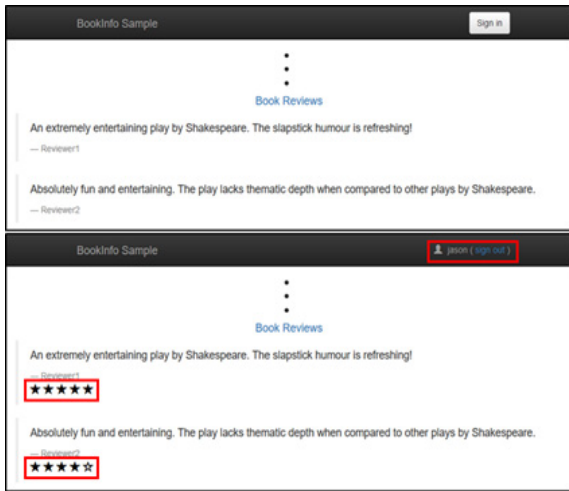 BookInfo Sample
Sign in
Book Reviews
An extremely entertaining play by Shakespeare. The slapstick humour is refreshing!
— Reviewer1
Absolutely fun and entertaining. The play lacks thematic depth when compared to other plays by Shakespeare.
— Reviewer2
BookInfo Sample
jason ( sign out )
Book Reviews
An extremely entertaining play by Shakespeare. The slapstick humour is refreshing!
— Reviewer1
★★★★★
Absolutely fun and entertaining. The play lacks thematic depth when compared to other plays by Shakespeare.
— Reviewer2
★★★★☆